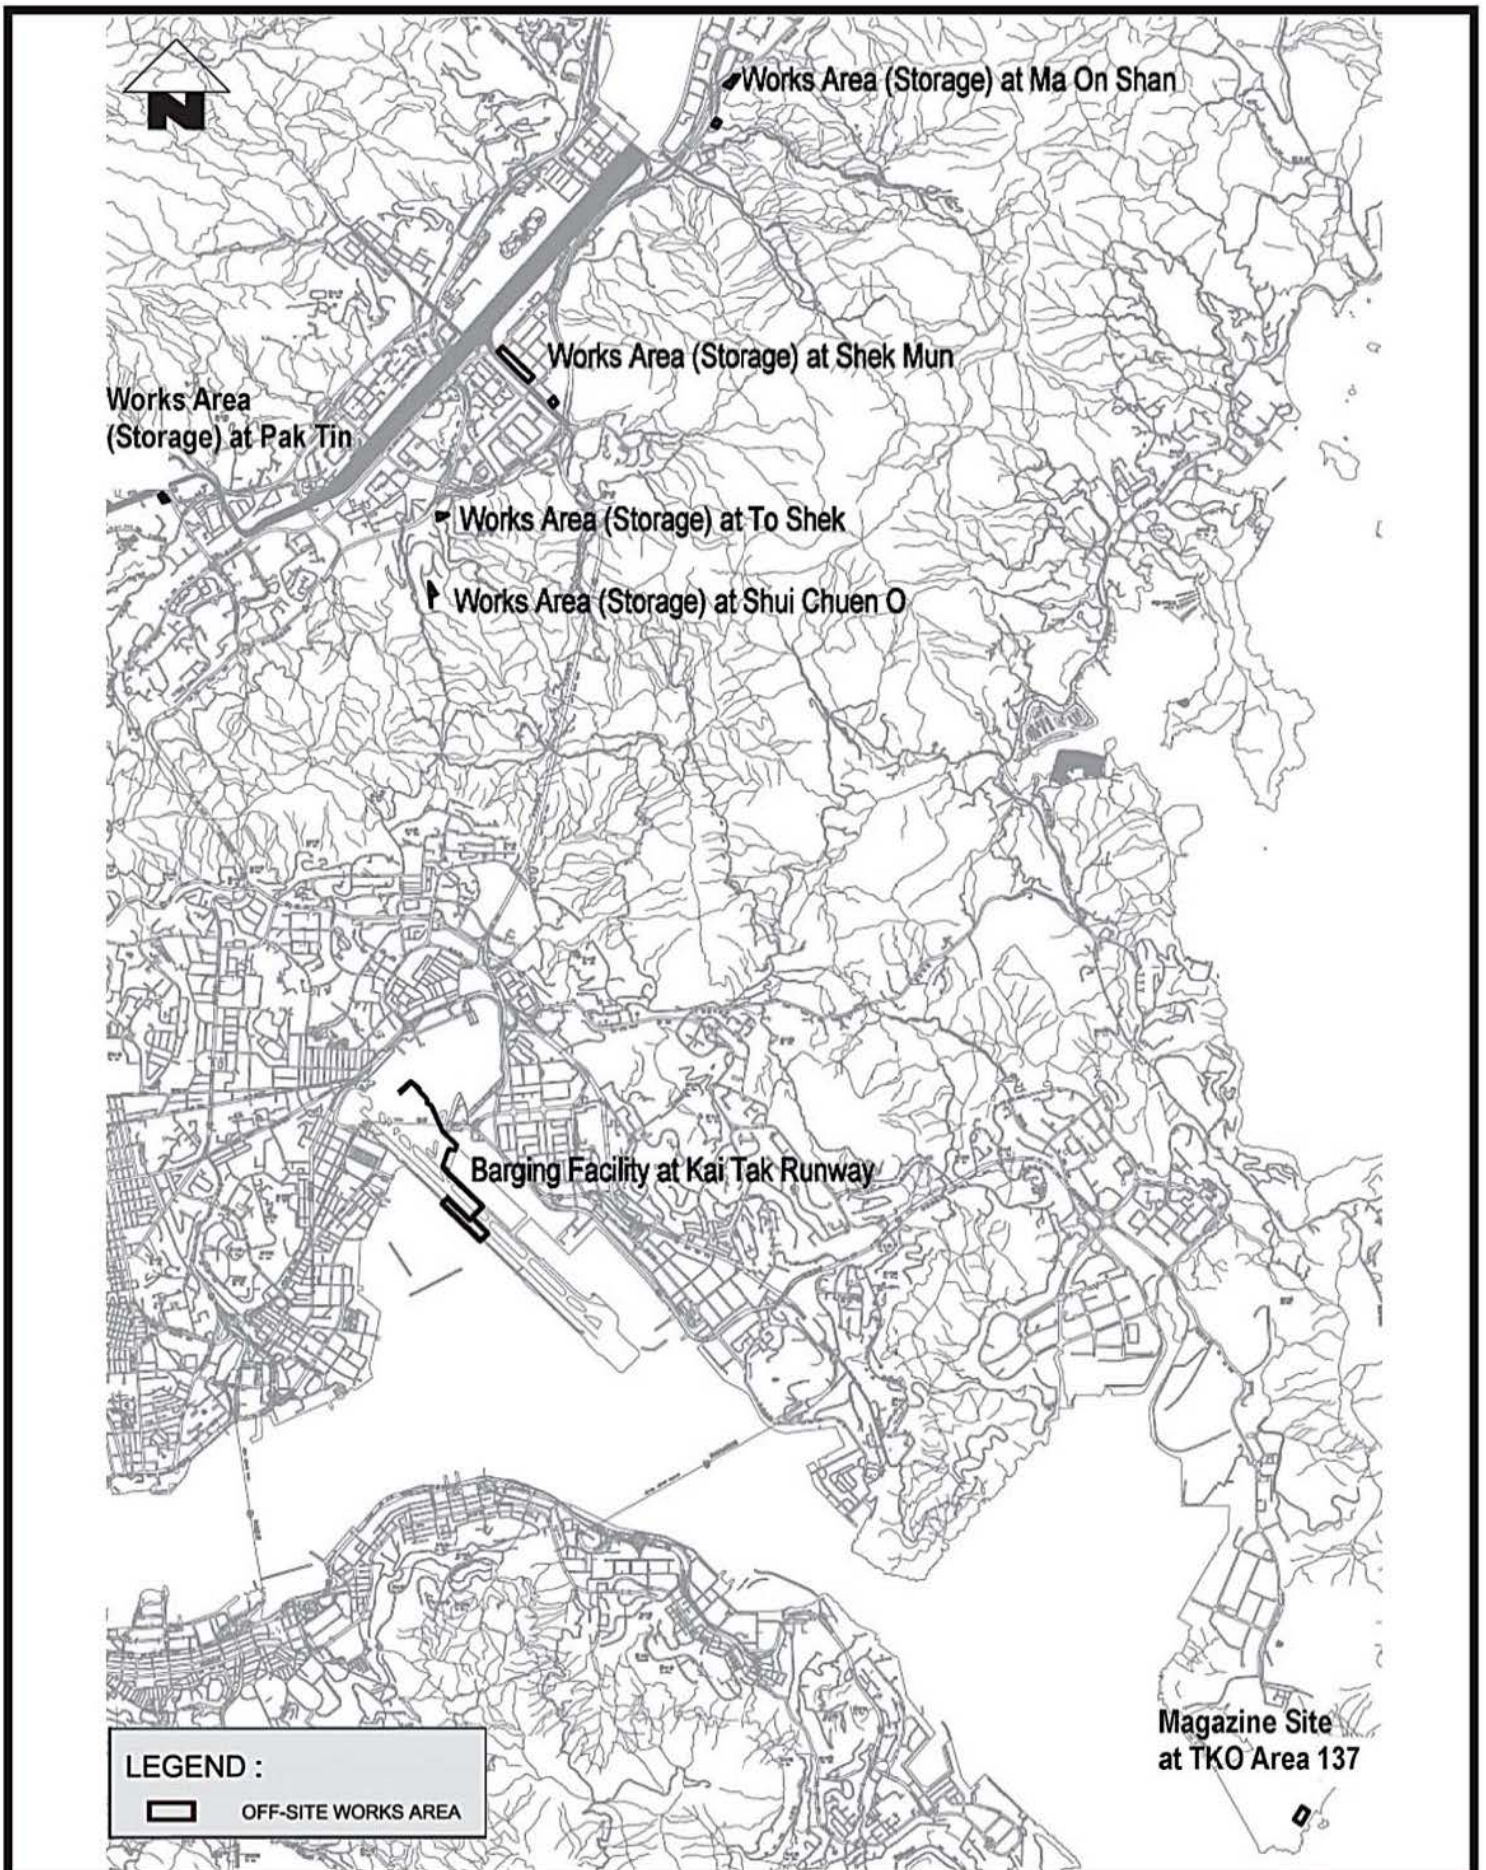 N
Works Area (Storage) at Ma On Shan
Works Area (Storage) at Shek Mun
Works Area
(Storage) at Pak Tin
Works Area (Storage) at To Shek
Works Area (Storage) at Shui Chuen O
Barging Facility at Kai Tak Runway
Magazine Site
at TKO Area 137
LEGEND :
OFF-SITE WORKS AREA